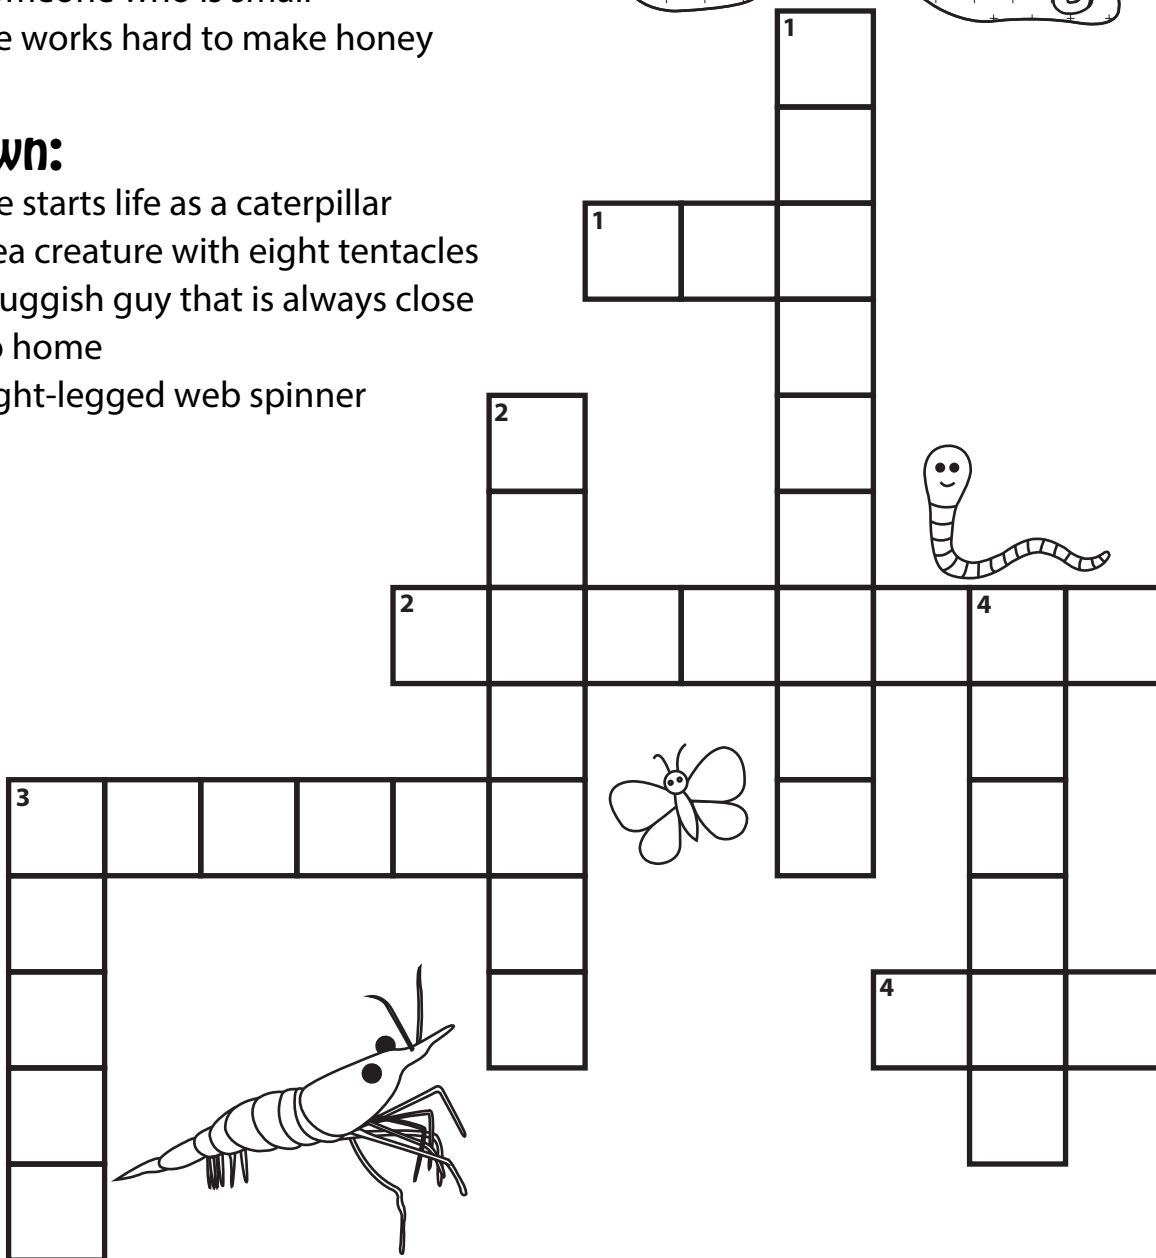 omeone who is small
e works hard to make honey
wn:
e starts life as a caterpillar
ea creature with eight tentacles
uggish guy that is always close
o home
ght-legged web spinner
1
1
2
2
4
3
4